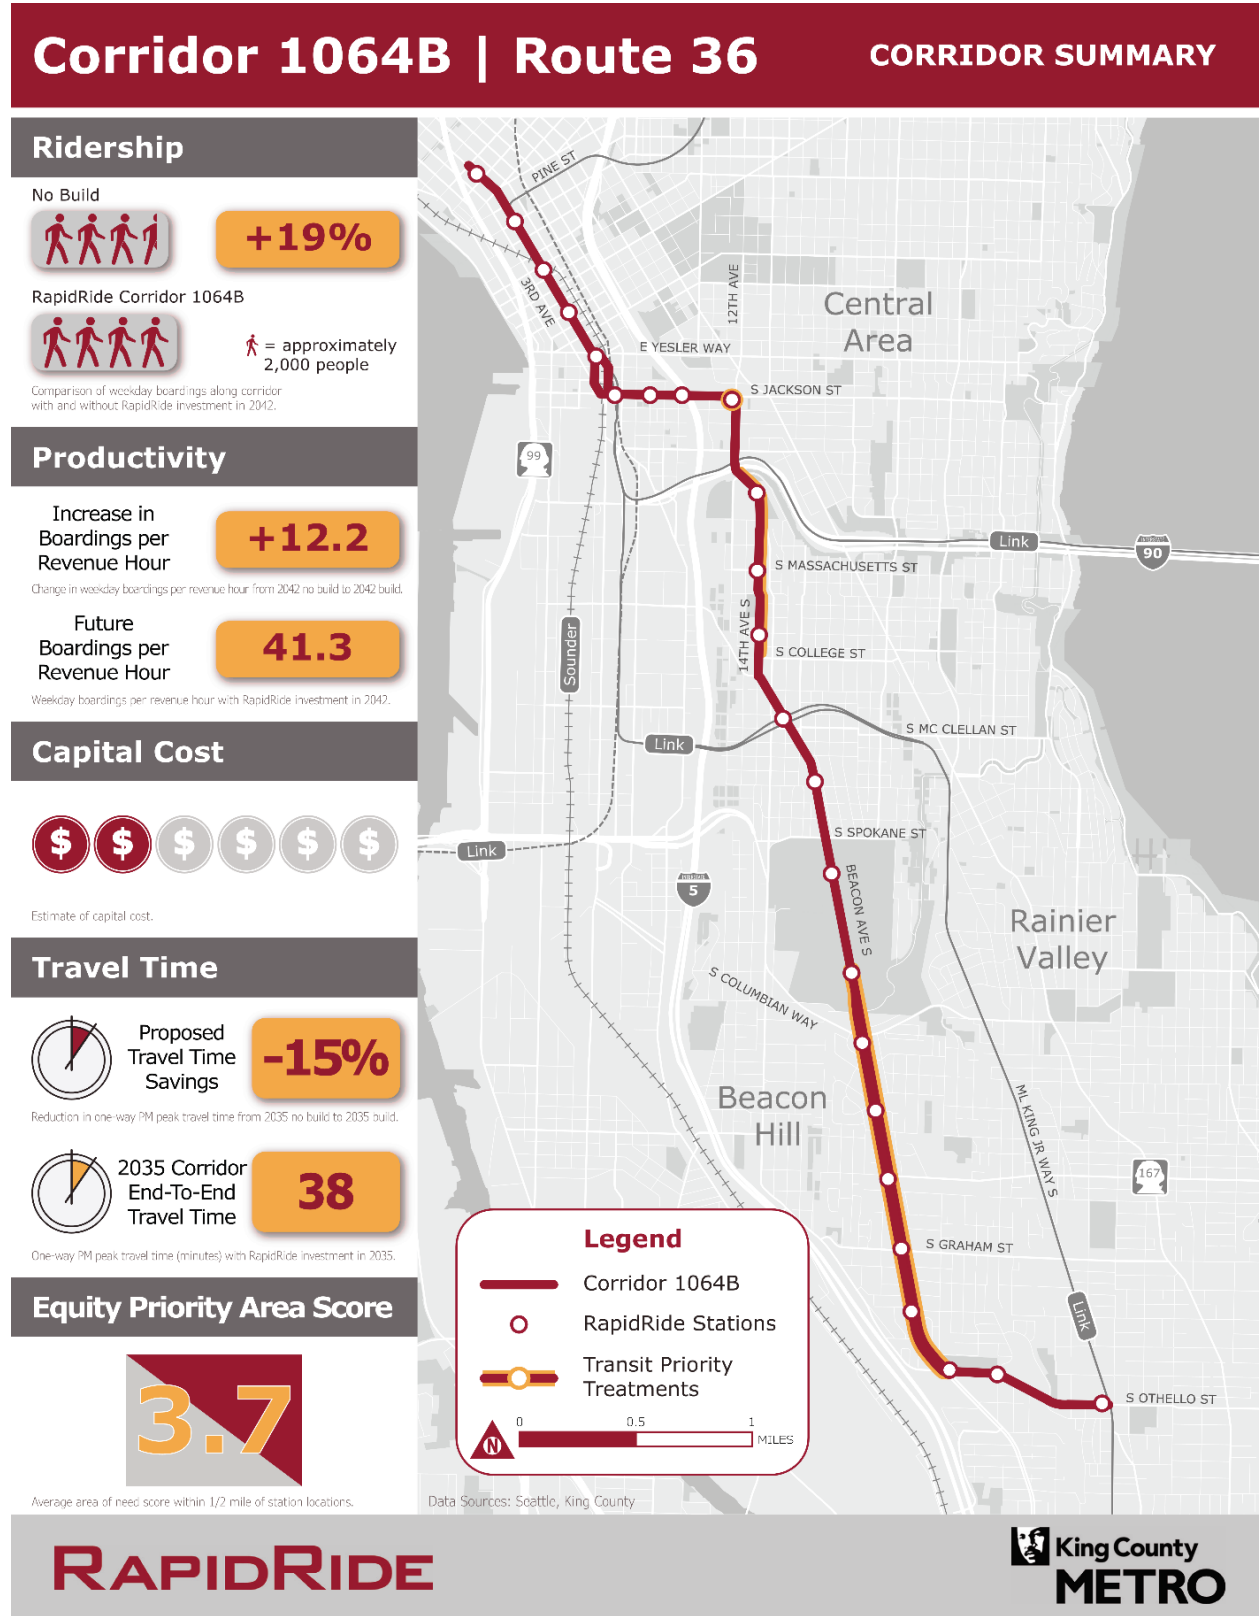 Corridor 1064B | Route 36
CORRIDOR SUMMARY
Ridership
No Build
+19%
RapidRide Corridor 1064B
= approximately
2,000 people
Comparison of weekday boardings along corridor
with and without RapidRide investment in 2042.
Productivity
Increase in
Boardings per
Revenue Hour
+12.2
Change in weekday boardings per revenue hour from 2042 no build to 2042 build.
Future
Boardings per
Revenue Hour
41.3
Weekday boardings per revenue hour with RapidRide investment in 2042.
Capital Cost
$ $ $ $ $ $
Estimate of capital cost.
Travel Time
Proposed
Travel Time
Savings
-15%
Reduction in one-way PM peak travel time from 2035 no build to 2035 build.
2035 Corridor
End-To-End
Travel Time
38
One-way PM peak travel time (minutes) with RapidRide investment in 2035.
Equity Priority Area Score
3.7
Average area of need score within 1/2 mile of station locations.
PINE ST
3RD AVE
12TH AVE
Central
Area
E YESLER WAY
S JACKSON ST
99
Link
90
S MASSACHUSETTS ST
14TH AVE S
Sounder
S COLLEGE ST
S MC CLELLAN ST
Link
S SPOKANE ST
Link
5
BEACON AVE S
Rainier
Valley
S COLUMBIAN WAY
Beacon
Hill
ML KING JR WAY S
167
S GRAHAM ST
Link
S OTHELLO ST
Legend
Corridor 1064B
RapidRide Stations
Transit Priority
Treatments
0 0.5 1
MILES
N
Data Sources: Seattle, King County
RAPIDRIDE
King County
METRO